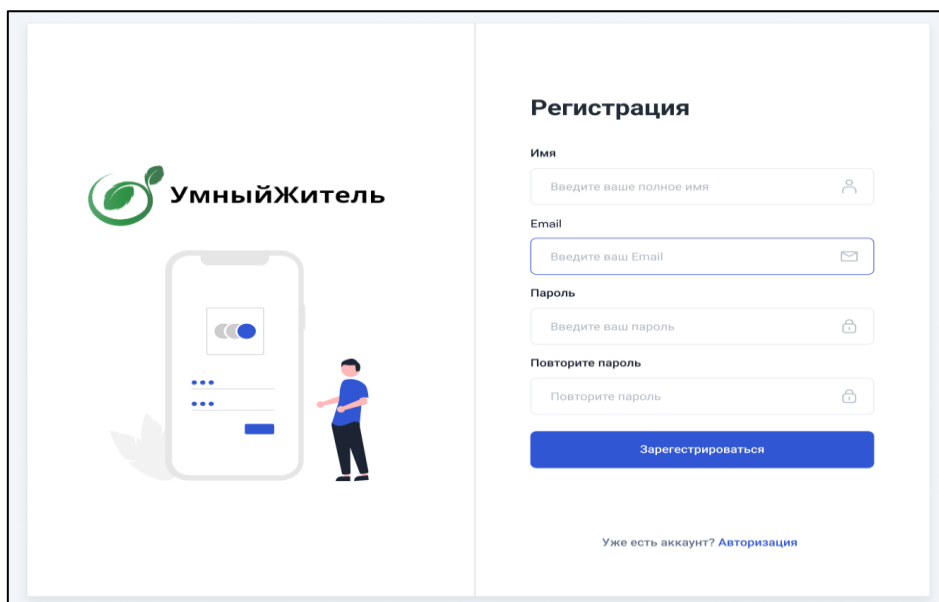 УмныйЖитель
Регистрация
Имя
Введите ваше полное имя
Email
Введите ваш Email
Пароль
Введите ваш пароль
Повторите пароль
Повторите пароль
Зарегестрироваться
Уже есть аккаунт? Авторизация